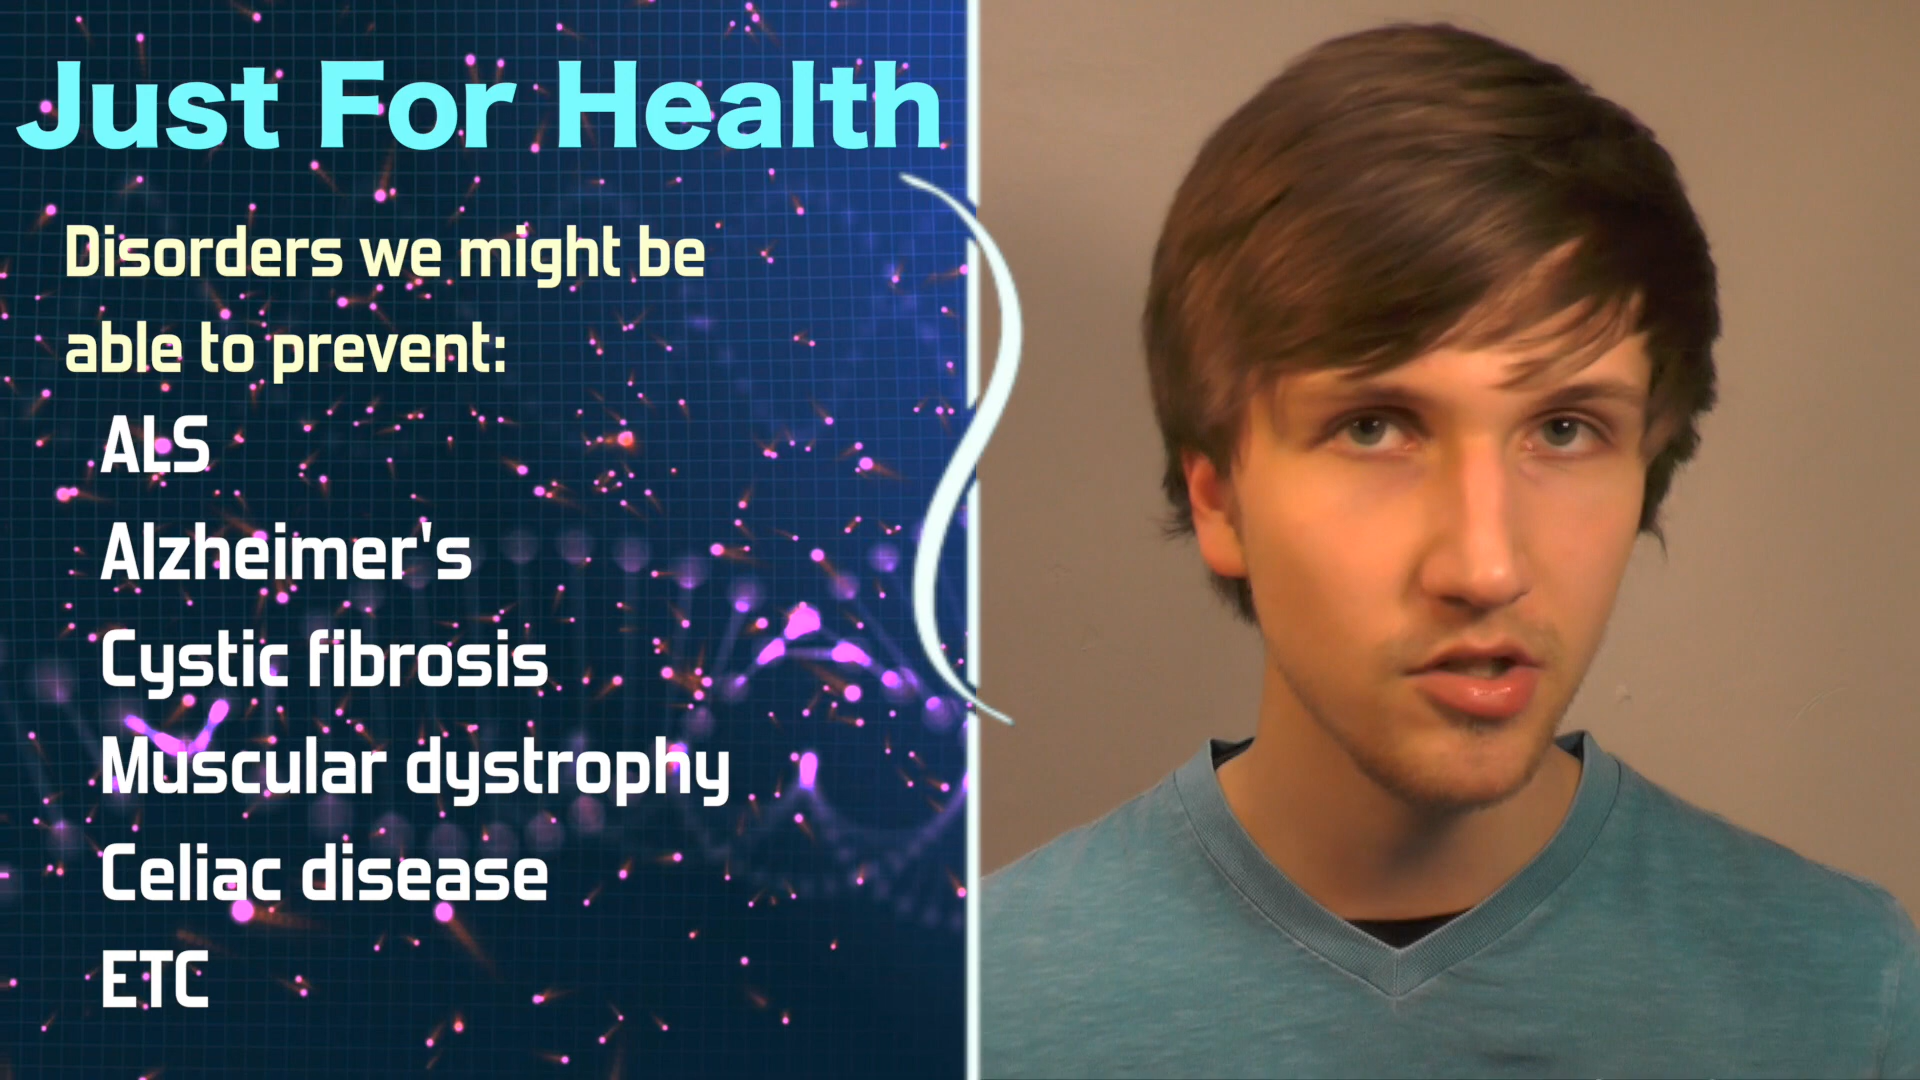 Just For Health
Disorders we might be
able to prevent:
ALS
Alzheimer's
Cystic fibrosis
Muscular dystrophy
Celiac disease
ETC